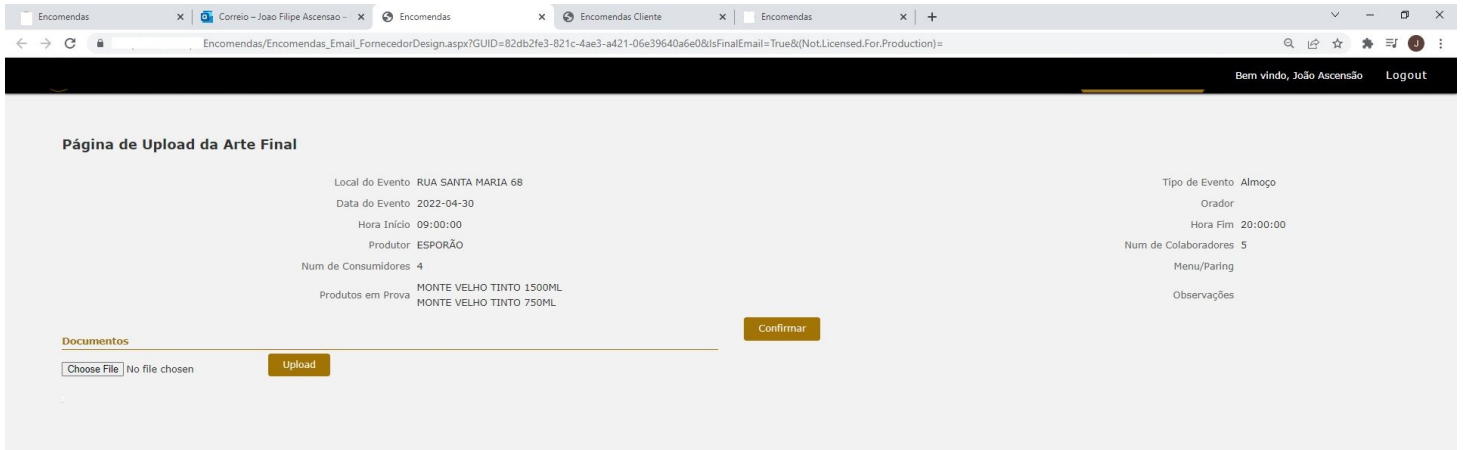 Encomendas
Correio – Joao Filipe Ascensao –
Encomendas
Encomendas Cliente
Encomendas
Encomendas/Encomendas_Email_FornecedorDesign.aspx?GUID=82db2fe3-821c-4ae3-a421-06e39640a6e0&IsFinalEmail=True&(Not.Licensed.For.Production)=
J
Bem vindo, João Ascensão Logout
Página de Upload da Arte Final
Local do Evento RUA SANTA MARIA 68 Tipo de Evento Almoço
Data do Evento 2022-04-30 Orador
Hora Início 09:00:00 Hora Fim 20:00:00
Produtor ESPORÃO Num de Colaboradores 5
Num de Consumidores 4 Menu/Paring
Produtos em Prova MONTE VELHO TINTO 1500ML Observações
MONTE VELHO TINTO 750ML
Confirmar
Documentos
Choose File No file chosen Upload